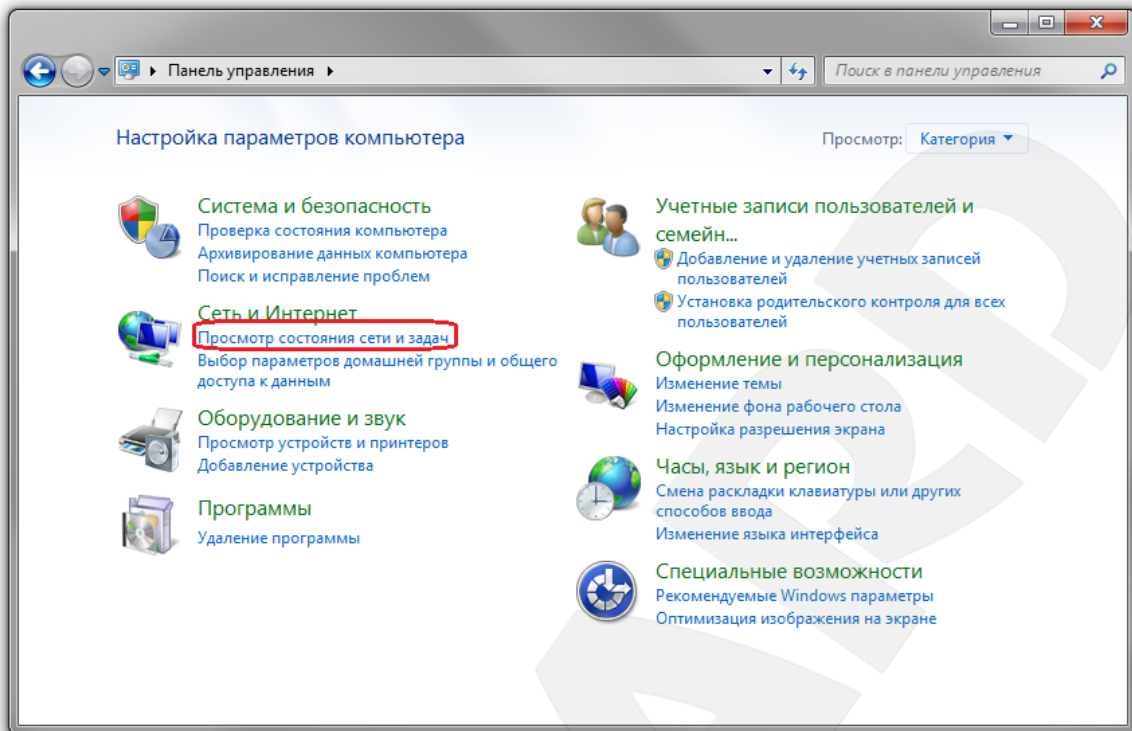 Панель управления
Поиск в панели управления
Настройка параметров компьютера
Просмотр: Категория
Система и безопасность
Проверка состояния компьютера
Архивирование данных компьютера
Поиск и исправление проблем
Сеть и Интернет
Просмотр состояния сети и задач
Выбор параметров домашней группы и общего
доступа к данным
Оборудование и звук
Просмотр устройств и принтеров
Добавление устройства
Программы
Удаление программы
Учетные записи пользователей и
семейн...
Добавление и удаление учетных записей
пользователей
Установка родительского контроля для всех
пользователей
Оформление и персонализация
Изменение темы
Изменение фона рабочего стола
Настройка разрешения экрана
Часы, язык и регион
Смена раскладки клавиатуры или других
способов ввода
Изменение языка интерфейса
Специальные возможности
Рекомендуемые Windows параметры
Оптимизация изображения на экране
ARD